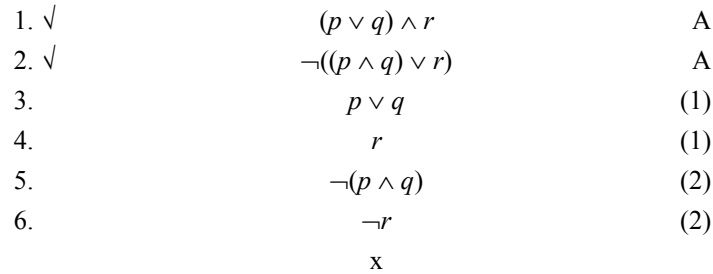 1. √ (p ∨ q) ∧ r A
2. √ ¬((p ∧ q) ∨ r) A
3. p ∨ q (1)
4. r (1)
5. ¬(p ∧ q) (2)
6. ¬r (2)
x